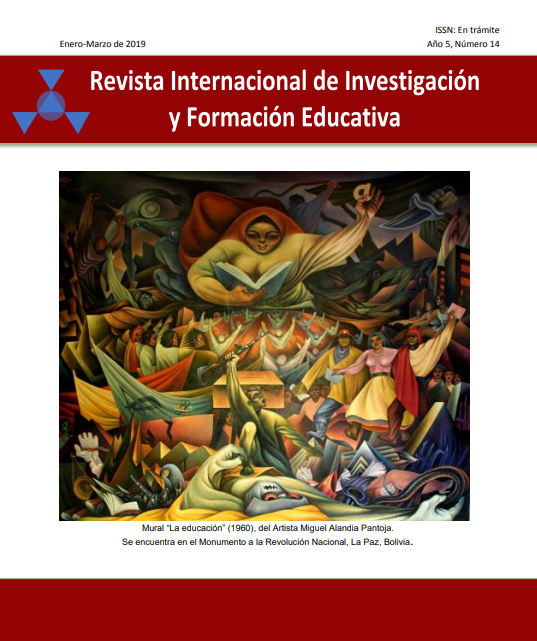 ISSN: En trámite
Enero-Marzo de 2019 Año 5, Número 14
Revista Internacional de Investigación
y Formación Educativa
a
Mural “La educación” (1960), del Artista Miguel Alandia Pantoja.
Se encuentra en el Monumento a la Revolución Nacional, La Paz, Bolivia.